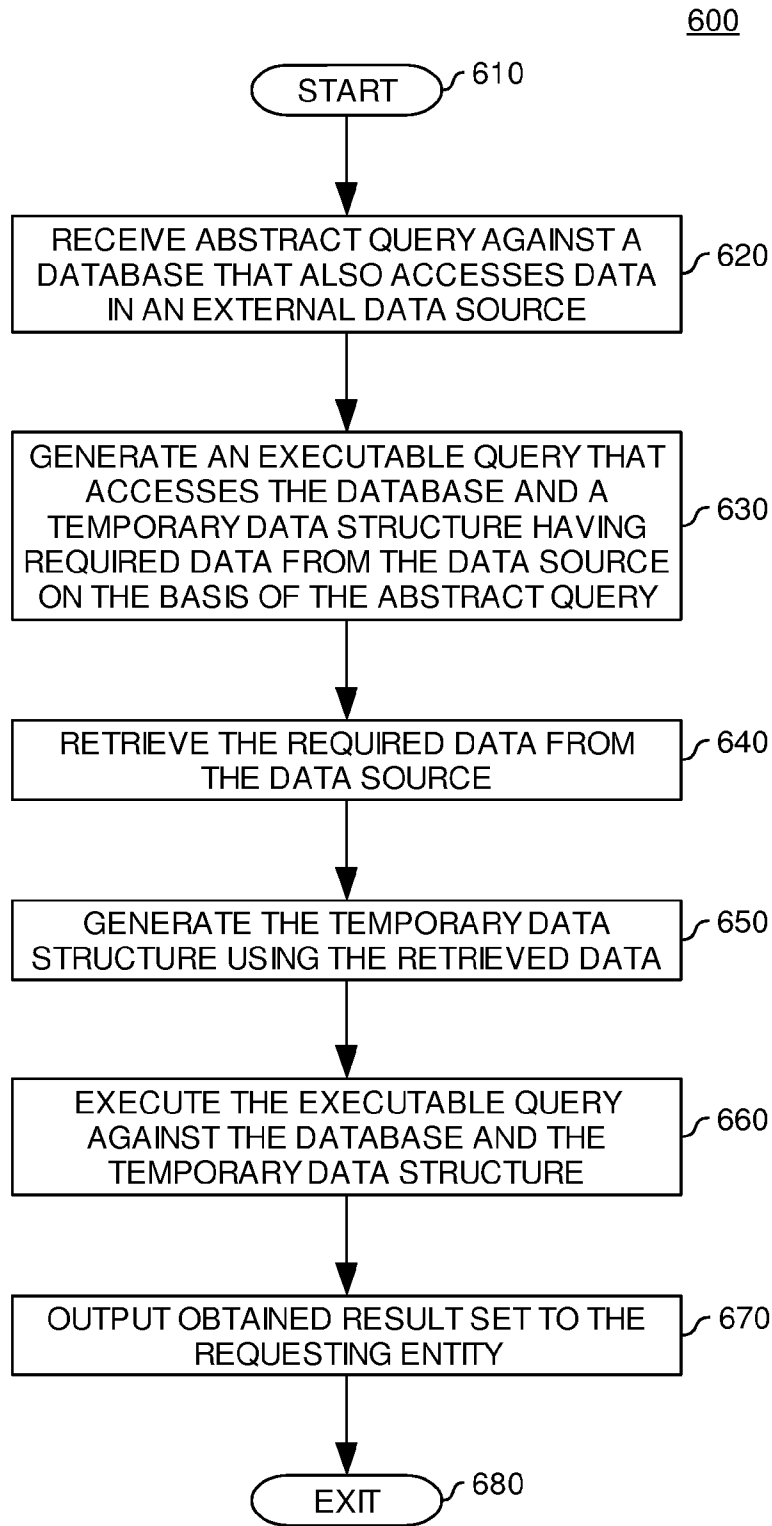 600
START
610
RECEIVE ABSTRACT QUERY AGAINST A
DATABASE THAT ALSO ACCESSES DATA
IN AN EXTERNAL DATA SOURCE
620
GENERATE AN EXECUTABLE QUERY THAT
ACCESSES THE DATABASE AND A
TEMPORARY DATA STRUCTURE HAVING
REQUIRED DATA FROM THE DATA SOURCE
ON THE BASIS OF THE ABSTRACT QUERY
630
RETRIEVE THE REQUIRED DATA FROM
THE DATA SOURCE
640
GENERATE THE TEMPORARY DATA
STRUCTURE USING THE RETRIEVED DATA
650
EXECUTE THE EXECUTABLE QUERY
AGAINST THE DATABASE AND THE
TEMPORARY DATA STRUCTURE
660
OUTPUT OBTAINED RESULT SET TO THE
REQUESTING ENTITY
670
EXIT
680